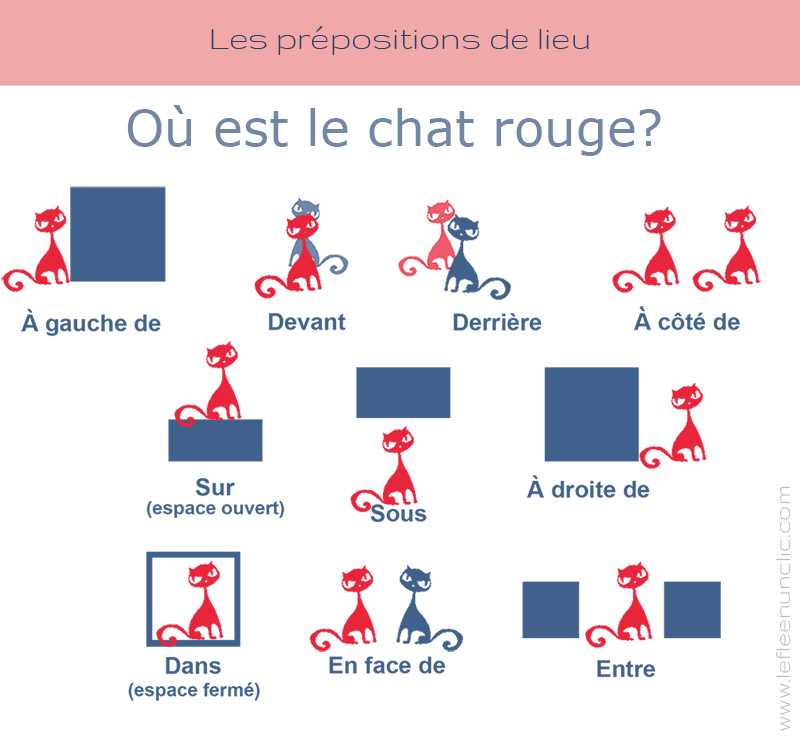 Les prépositions de lieu
Où est le chat rouge?
À gauche de
Devant
Derrière
À côté de
Sur
(espace ouvert)
Sous
À droite de
Dans
(espace fermé)
En face de
Entre
www.lefleenunclic.com